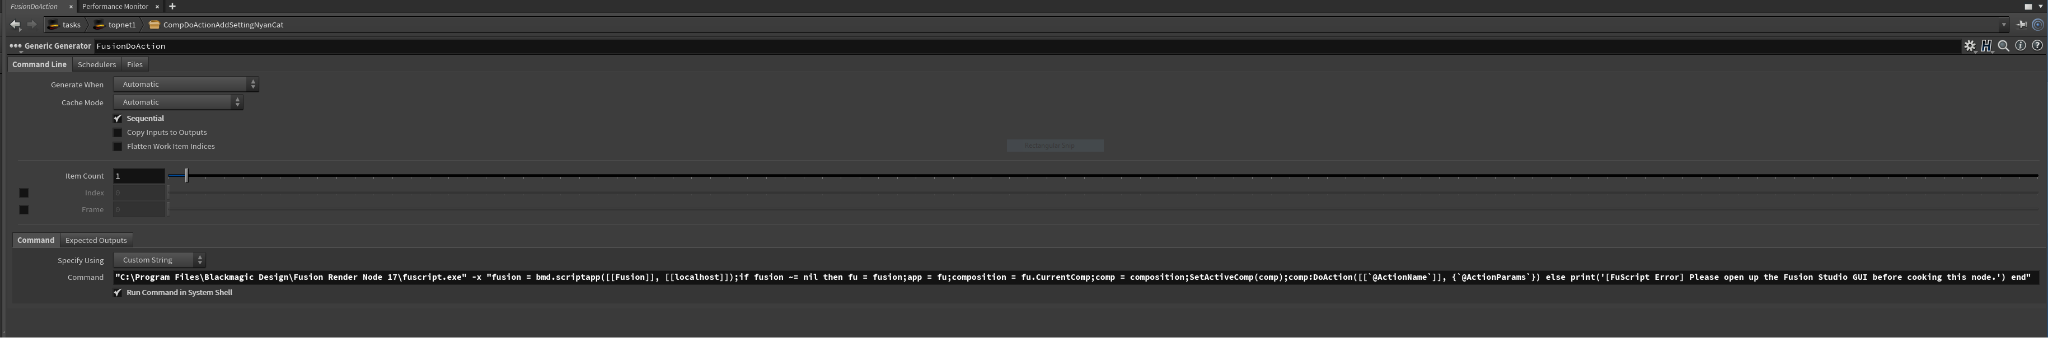 FusionDoAction × Performance Monitor × +
tasks topnet1 CompDoActionAddSettingNyanCat
Generic Generator FusionDoAction
Command Line Schedulers Files
Generate When Automatic
Cache Mode Automatic
Sequential
Copy Inputs to Outputs
Flatten Work Item Indices
Item Count 1
Index 0
Frame 0
Command Expected Outputs
Specify Using Custom String
Command "C:\Program Files\Blackmagic Design\Fusion Render Node 17\fuscript.exe" -x "fusion = bmd.scriptapp([[Fusion]], [[localhost]]);if fusion ~= nil then fu = fusion;app = fu;composition = fu.CurrentComp;comp = composition;SetActiveComp(comp);comp:DoAction([[`@ActionName`]], {`@ActionParams`}) else print('[FuScript Error] Please open up the Fusion Studio GUI before cooking this node.') end"
Run Command in System Shell